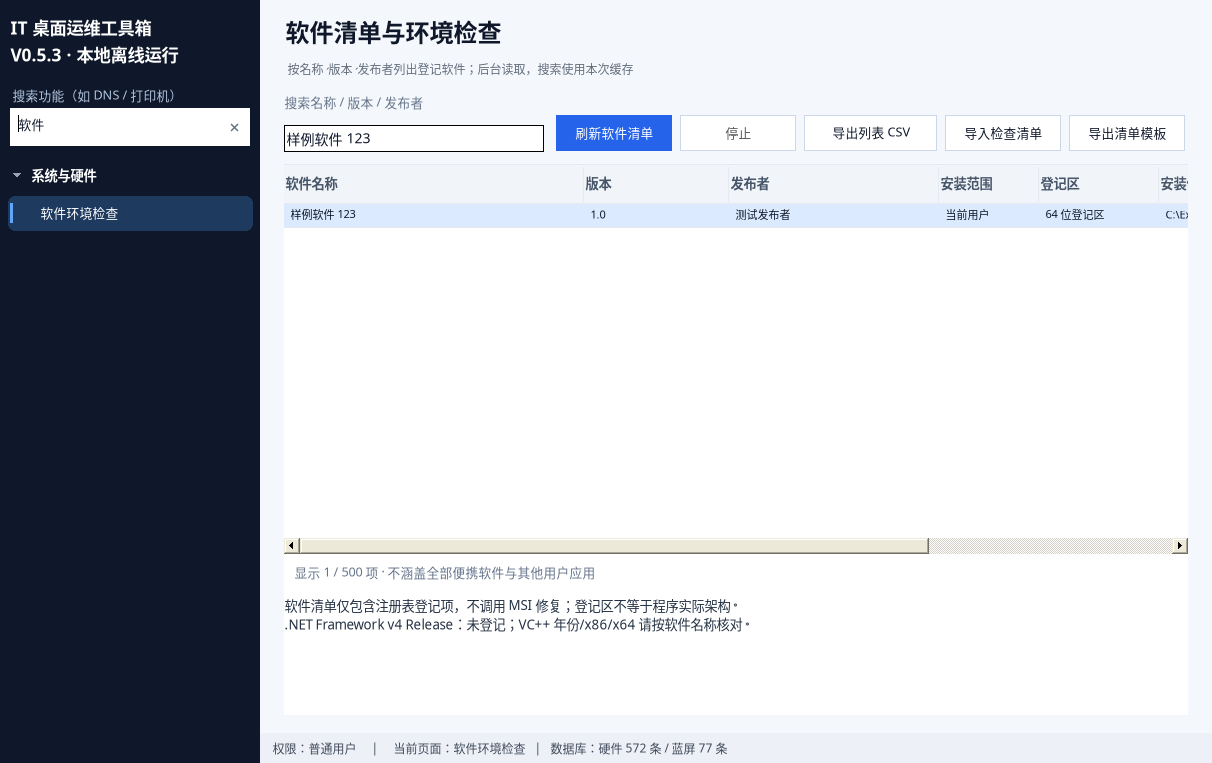 IT 桌面运维工具箱
V0.5.3 · 本地离线运行
搜索功能（如 DNS / 打印机）
软件
系统与硬件
软件环境检查
软件清单与环境检查
按名称 ·版本 ·发布者列出登记软件；后台读取，搜索使用本次缓存
搜索名称 / 版本 / 发布者
样例软件 123
刷新软件清单
停止
导出列表 CSV
导入检查清单
导出清单模板
软件名称 版本 发布者 安装范围 登记区 安装
样例软件 123 1.0 测试发布者 当前用户 64 位登记区 C:\Ex
显示 1 / 500 项 · 不涵盖全部便携软件与其他用户应用
软件清单仅包含注册表登记项，不调用 MSI 修复；登记区不等于程序实际架构。
.NET Framework v4 Release：未登记；VC++ 年份/x86/x64 请按软件名称核对。
权限：普通用户 | 当前页面：软件环境检查 | 数据库：硬件 572 条 / 蓝屏 77 条